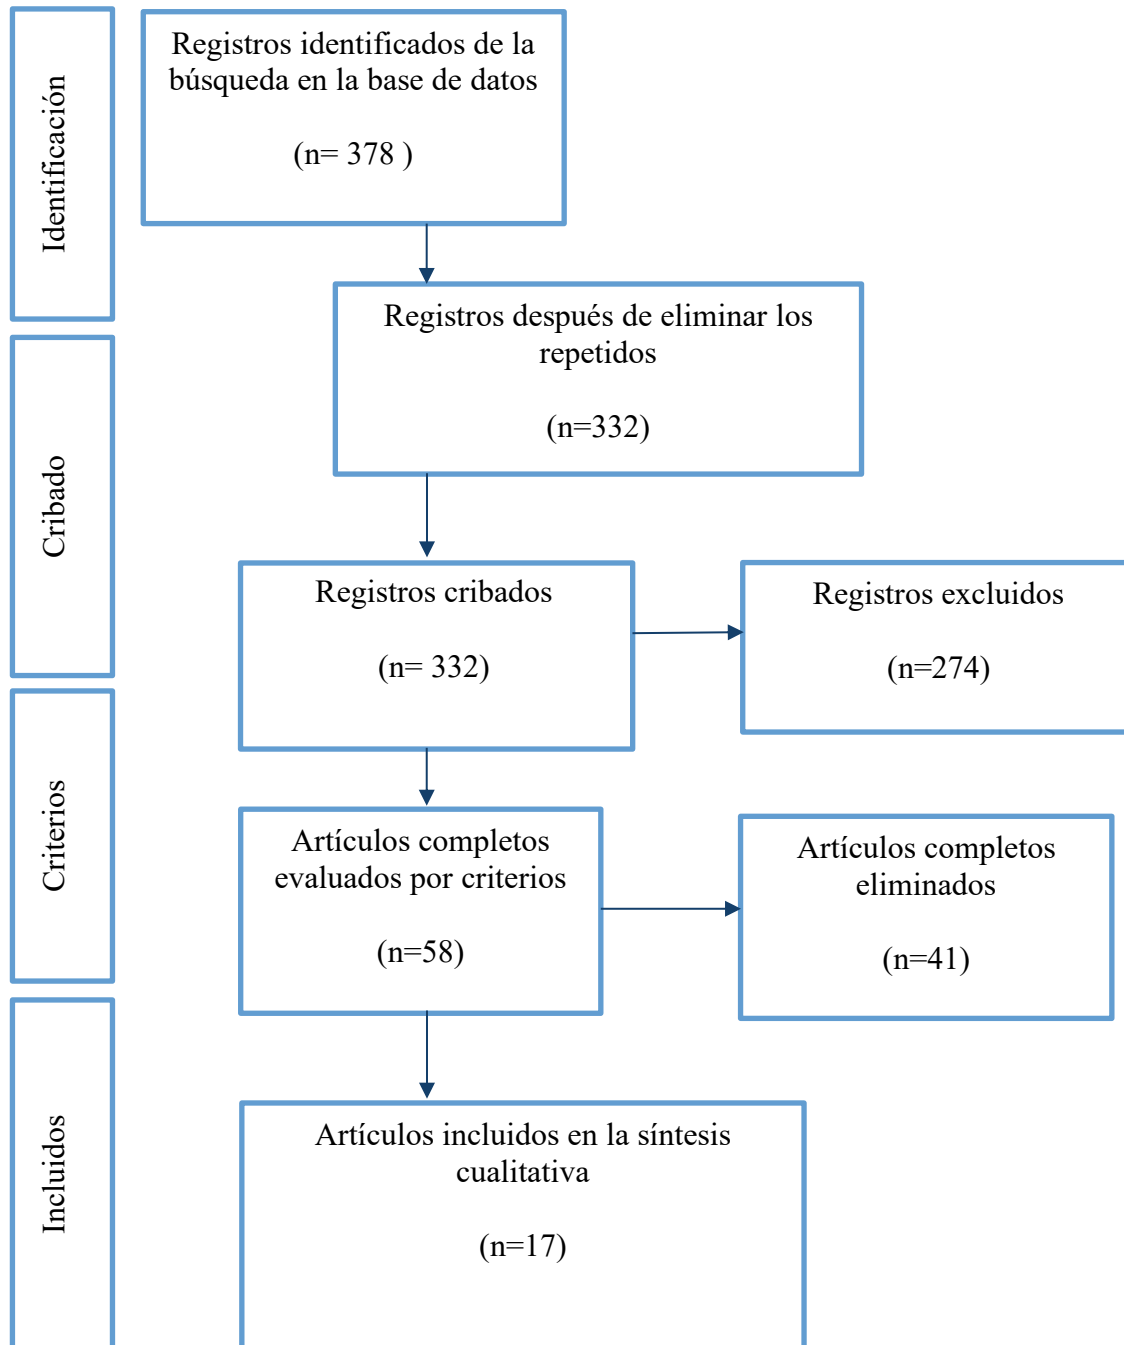 Identificación
Registros identificados de la
búsqueda en la base de datos
(n= 378 )
Registros después de eliminar los
repetidos
(n=332)
Cribado
Registros cribados
(n= 332)
Registros excluidos
(n=274)
Criterios
Artículos completos
evaluados por criterios
(n=58)
Artículos completos
eliminados
(n=41)
Incluidos
Artículos incluidos en la síntesis
cualitativa
(n=17)